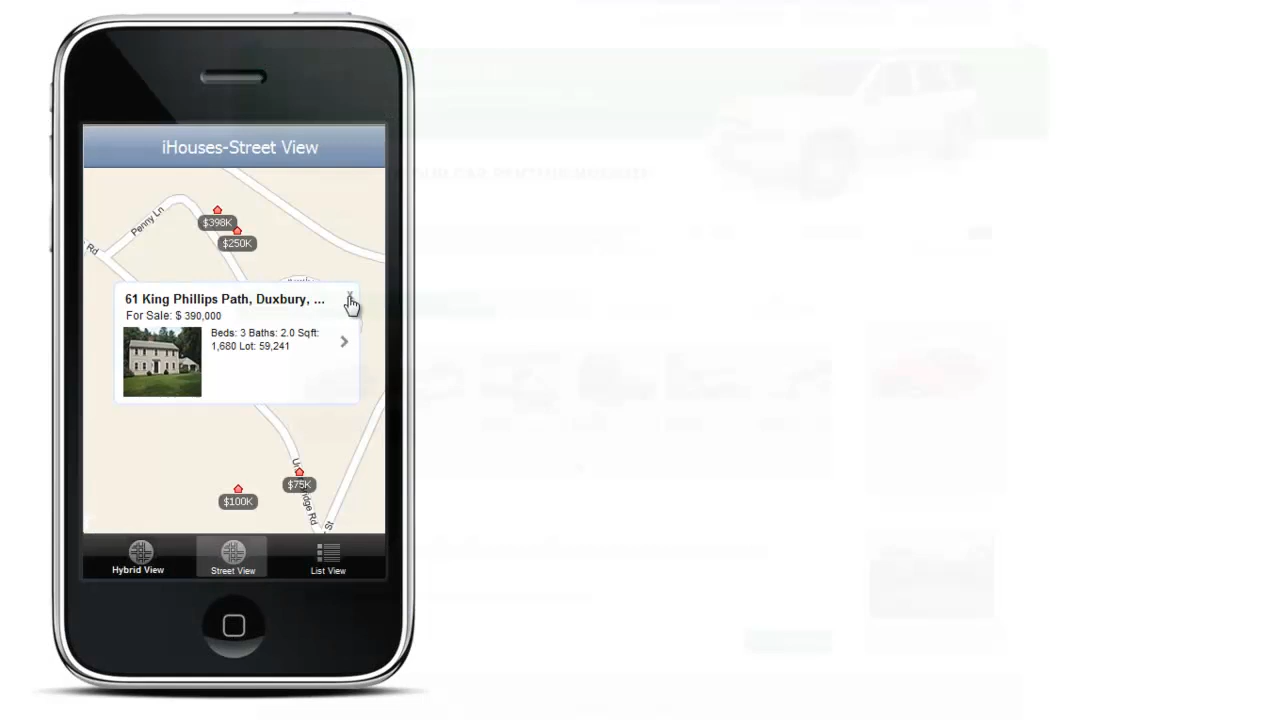 iHouses-Street View
Penny Ln
$398K
$250K
Rd
61 King Phillips Path, Duxbury, ...
For Sale: $ 390,000
Beds: 3 Baths: 2.0 Sqft:
1,680 Lot: 59,241
$75K
$100K
St
Hybrid View
Street View
List View